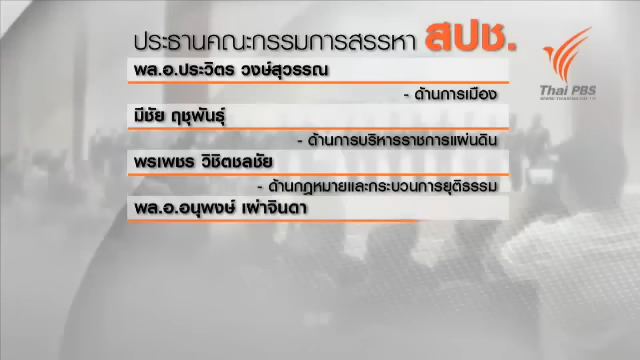 ประธานคณะกรรมการสรรหา สปช.
พล.อ.ประวิตร วงษ์สุวรรณ
- ด้านการเมือง
มีชัย ฤชุพันธุ์
- ด้านการบริหารราชการแผ่นดิน
พรเพชร วิชิตชลชัย
- ด้านกฎหมายและกระบวนการยุติธรรม
พล.อ.อนุพงษ์ เผ่าจินดา
Thai PBS
WWW.THAIPBS.OR.TH